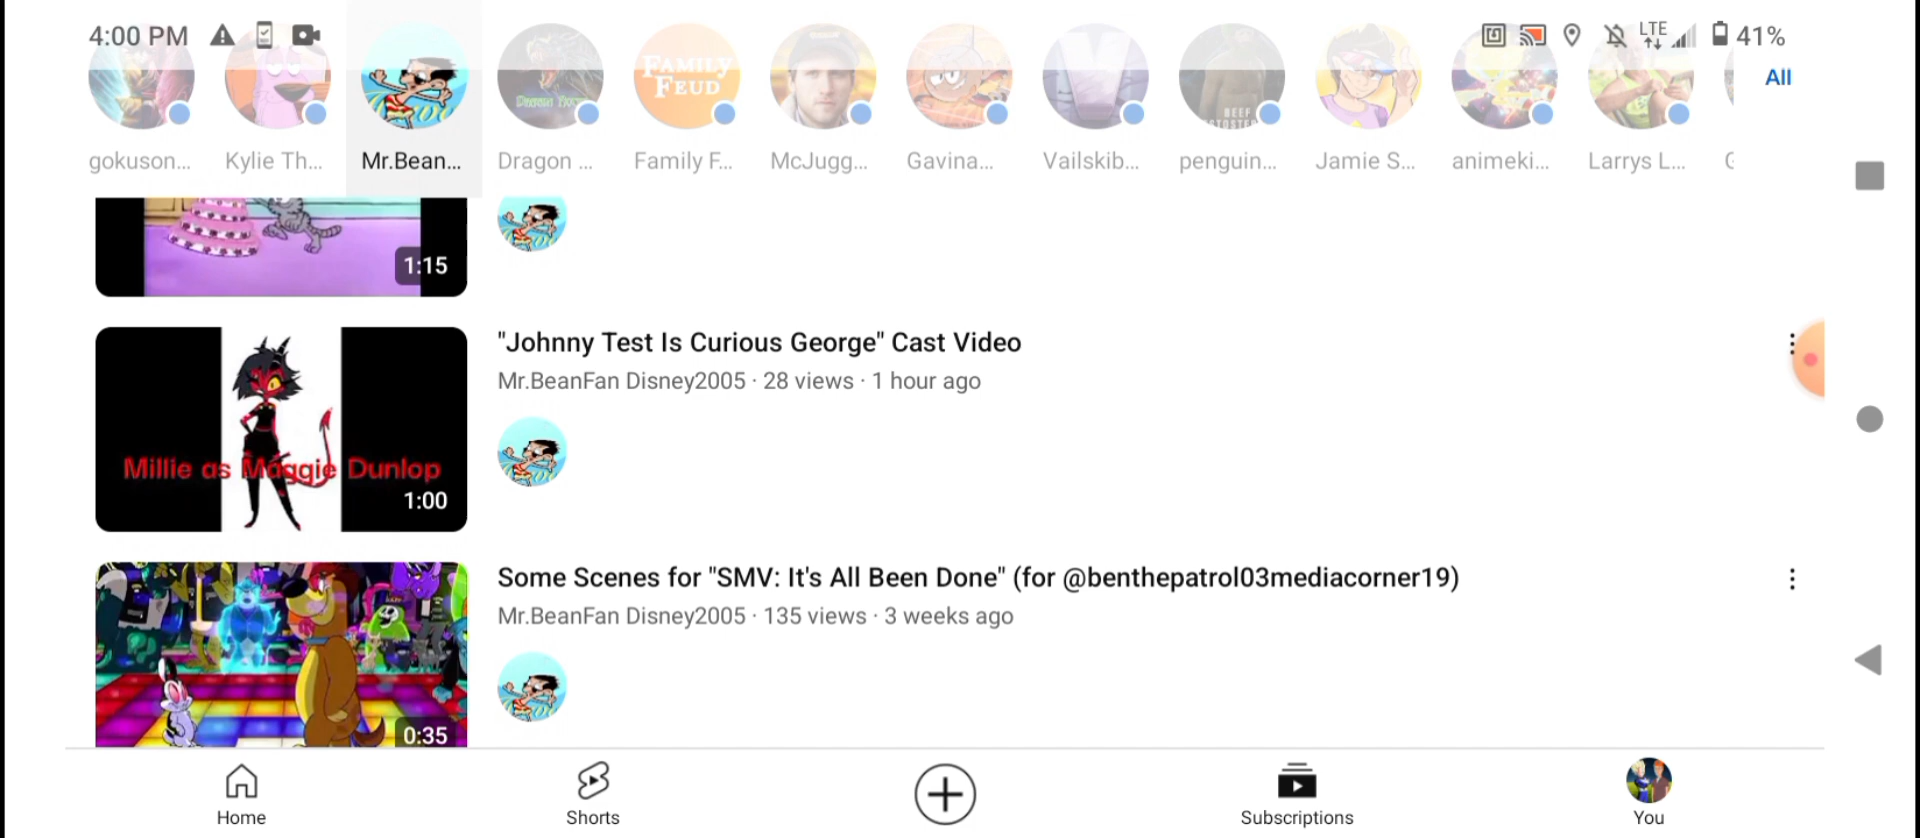 4:00 PM
LTE
41%
FAMILY
FEUD
BEEF
All
gokuson...
Kylie Th...
Mr.Bean...
Dragon ...
Family F...
McJugg...
Gavina...
Vailskib...
penguin...
Jamie S...
animeki...
Larrys L...
1:15
"Johnny Test Is Curious George" Cast Video
Mr.BeanFan Disney2005 · 28 views · 1 hour ago
Millie as Maggie Dunlop
1:00
Some Scenes for "SMV: It's All Been Done" (for @benthepatrol03mediacorner19)
Mr.BeanFan Disney2005 · 135 views · 3 weeks ago
0:35
Home
Shorts
Subscriptions
You